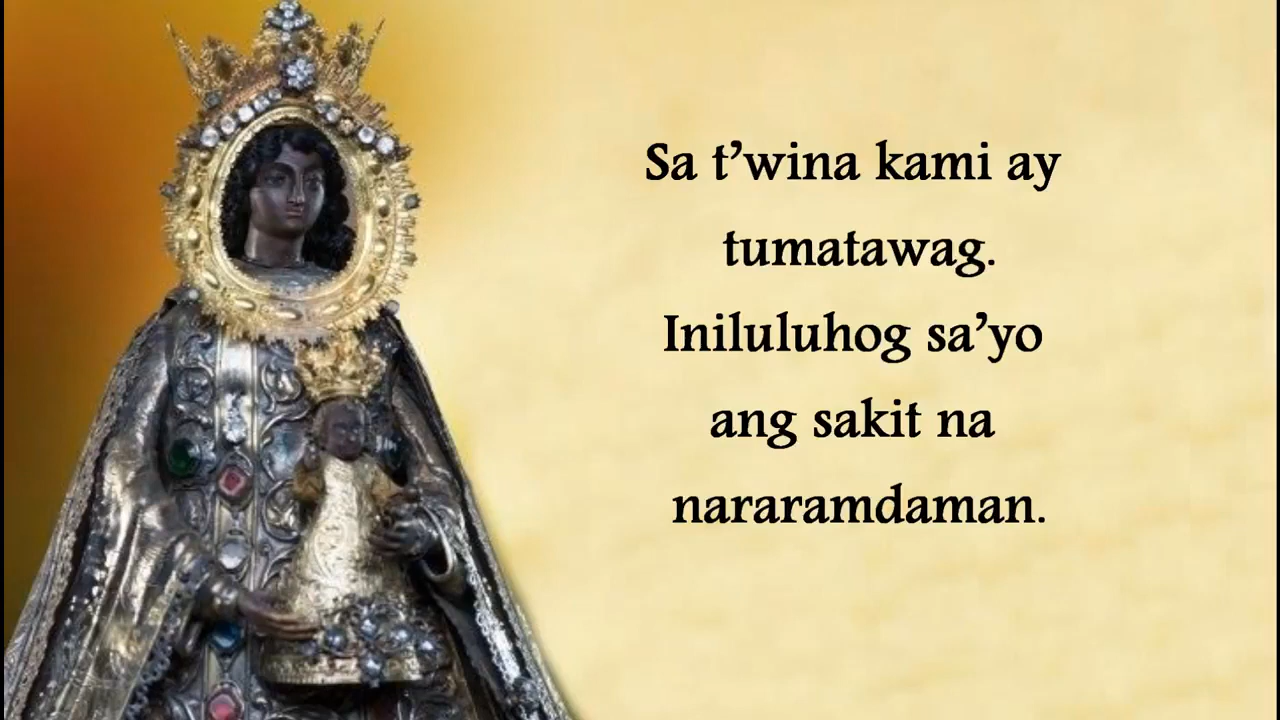 Sa t’wina kami ay
tumatawag.
Iniluluhog sa’yo
ang sakit na
nararamdaman.